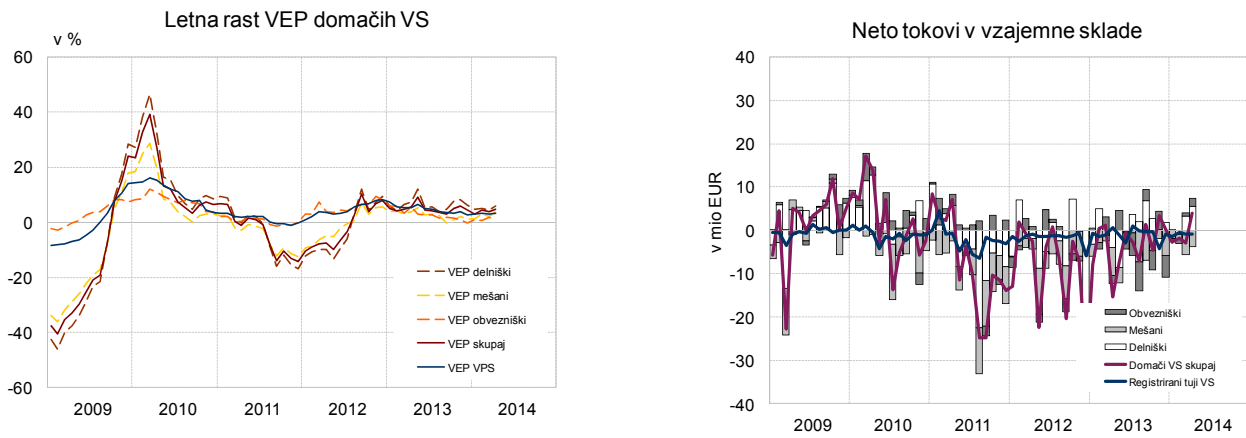 Letna rast VEP domačih VS
v %
60
40
20
0
-20
-40
-60
VEP delniški
VEP mešani
VEP obvezniški
VEP skupaj
VEP VPS
2009 2010 2011 2012 2013 2014
Neto tokovi v vzajemne sklade
v mio EUR
40
30
20
10
0
-10
-20
-30
-40
Obvezniški
Mešani
Delniški
Domači VS skupaj
Registrirani tuji VS
2009 2010 2011 2012 2013 2014